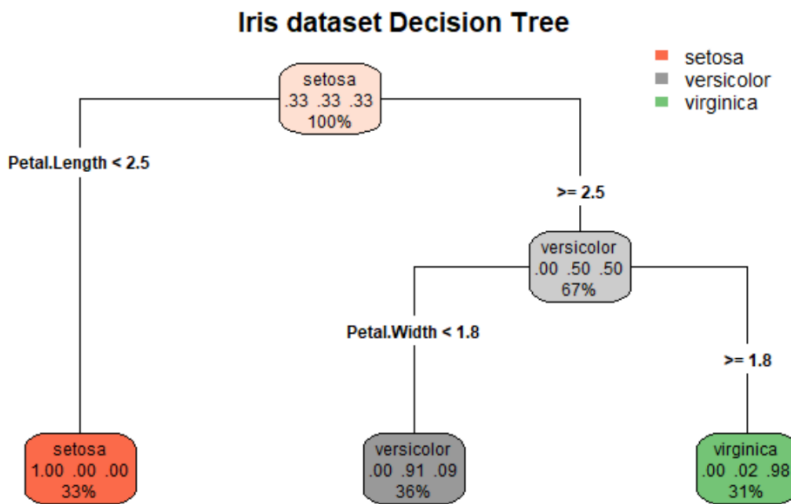 Iris dataset Decision Tree
setosa
versicolor
virginica
setosa
.33 .33 .33
100%
Petal.Length < 2.5
>= 2.5
versicolor
.00 .50 .50
67%
Petal.Width < 1.8
>= 1.8
setosa
1.00 .00 .00
33%
versicolor
.00 .91 .09
36%
virginica
.00 .02 .98
31%